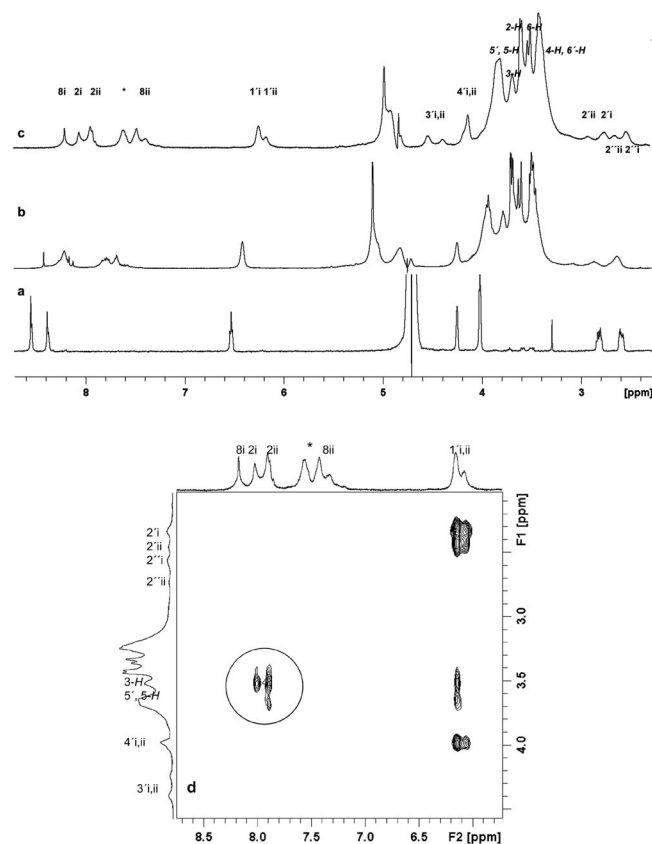 2-H 6-H
5´, 5-H 4-H, 6´-H
3-H
8i 2i 2ii * 8ii 1´i 1´ii 3´i,ii 4´i,ii 2´ii 2´i
2´´ii 2´´i
c
b
a
8 7 6 5 4 3 [ppm]
8i 2i 2ii * 8ii 1´i,ii
2´i
2´ii
2´´i
2´´ii
3-H
5´, 5-H
4´i,ii
3´i,ii
F1 [ppm]
3.0
3.5
4.0
d
8.5 8.0 7.5 7.0 6.5 F2 [ppm]